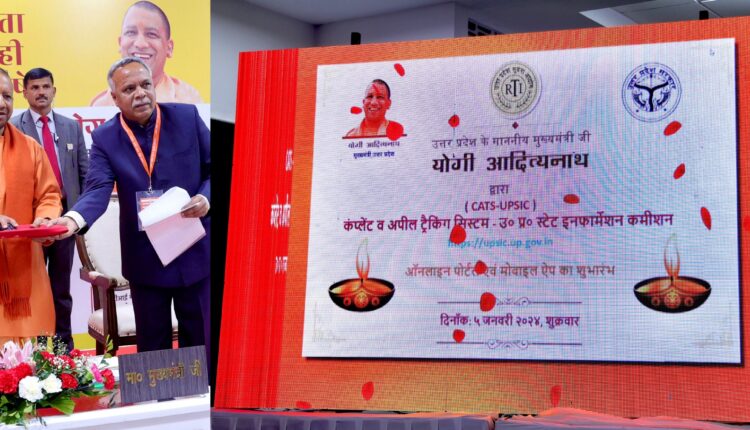 RTI
योगी आदित्यनाथ
मुख्यमंत्री, उत्तर प्रदेश
उत्तर प्रदेश के माननीय मुख्यमंत्री जी
योगी आदित्यनाथ
द्वारा
( CATS-UPSIC )
कंप्लेंट व अपील ट्रैकिंग सिस्टम - उ० प्र० स्टेट इनफार्मेशन कमीशन
https://upsic.up.gov.in
ऑनलाइन पोर्टल एवं मोबाइल ऐप का शुभारंभ
दिनांक: ५ जनवरी २०२४, शुक्रवार
मा० मुख्यमंत्री जी